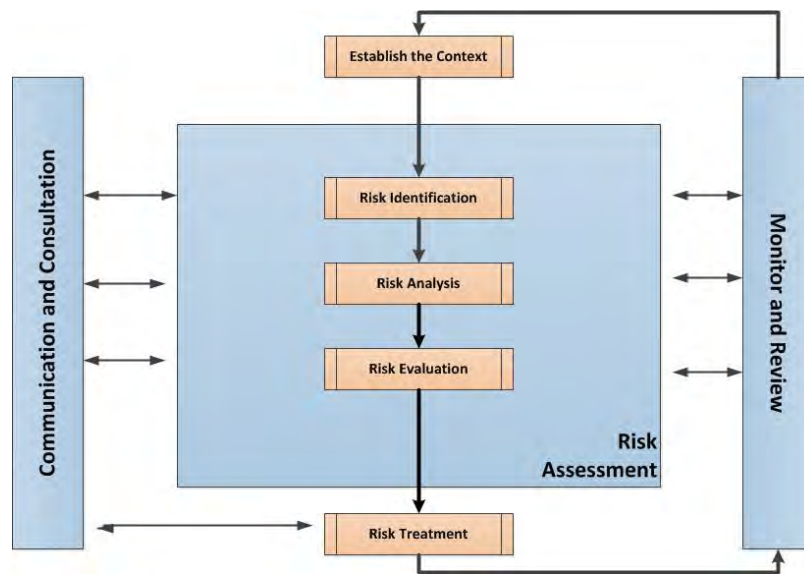 Establish the Context
Communication and Consultation
Risk Identification
Risk Analysis
Risk Evaluation
Risk
Assessment
Monitor and Review
Risk Treatment